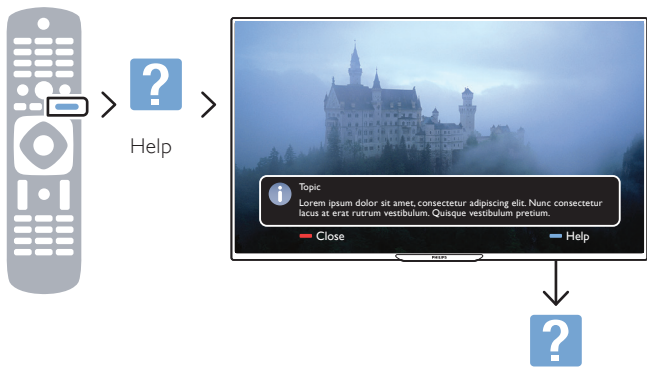 ?
Help
Topic
Lorem ipsum dolor sit amet, consectetur adipiscing elit. Nunc consectetur
lacus at erat rutrum vestibulum. Quisque vestibulum pretium.
Close
Help
PHILIPS
?